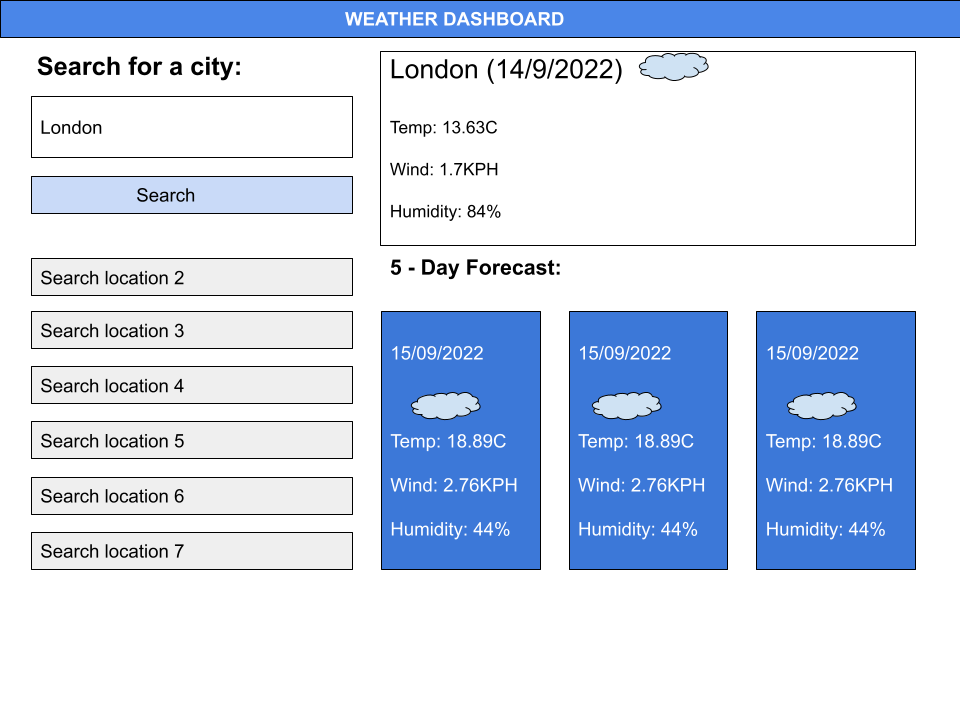 WEATHER DASHBOARD
Search for a city:
London
Search
Search location 2
Search location 3
Search location 4
Search location 5
Search location 6
Search location 7
London (14/9/2022)
Temp: 13.63C
Wind: 1.7KPH
Humidity: 84%
5 - Day Forecast:
15/09/2022
Temp: 18.89C
Wind: 2.76KPH
Humidity: 44%
15/09/2022
Temp: 18.89C
Wind: 2.76KPH
Humidity: 44%
15/09/2022
Temp: 18.89C
Wind: 2.76KPH
Humidity: 44%